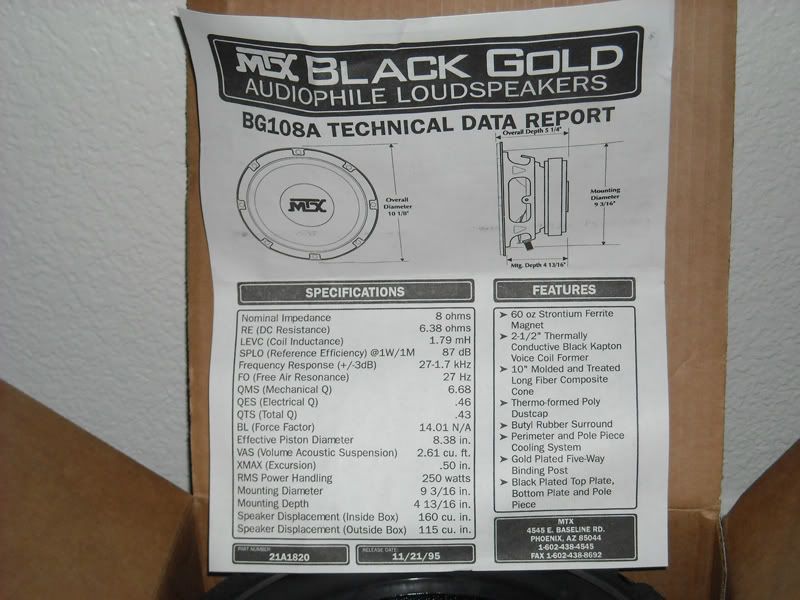 MTX BLACK GOLD
AUDIOPHILE LOUDSPEAKERS
BG108A TECHNICAL DATA REPORT
Overall Depth 5 1/4"
MTX
Overall
Diameter
10 1/8"
Mounting
Diameter
9 3/16"
Mtg. Depth 4 13/16"
SPECIFICATIONS
Nominal Impedance 8 ohms
RE (DC Resistance) 6.38 ohms
LEVC (Coil Inductance) 1.79 mH
SPLO (Reference Efficiency) @1W/1M 87 dB
Frequency Response (+/-3dB) 27-1.7 kHz
FO (Free Air Resonance) 27 Hz
QMS (Mechanical Q) 6.68
QES (Electrical Q) .46
QTS (Total Q) .43
BL (Force Factor) 14.01 N/A
Effective Piston Diameter 8.38 in.
VAS (Volume Acoustic Suspension) 2.61 cu. ft.
XMAX (Excursion) .50 in.
RMS Power Handling 250 watts
Mounting Diameter 9 3/16 in.
Mounting Depth 4 13/16 in.
Speaker Displacement (Inside Box) 160 cu. in.
Speaker Displacement (Outside Box) 115 cu. in.
PART NUMBER:
21A1820
RELEASE DATE:
11/21/95
FEATURES
➤ 60 oz Strontium Ferrite
Magnet
➤ 2-1/2" Thermally
Conductive Black Kapton
Voice Coil Former
➤ 10" Molded and Treated
Long Fiber Composite
Cone
➤ Thermo-formed Poly
Dustcap
➤ Butyl Rubber Surround
➤ Perimeter and Pole Piece
Cooling System
➤ Gold Plated Five-Way
Binding Post
➤ Black Plated Top Plate,
Bottom Plate and Pole
Piece
MTX
4545 E. BASELINE RD.
PHOENIX, AZ 85044
1-602-438-4545
FAX 1-602-438-8692